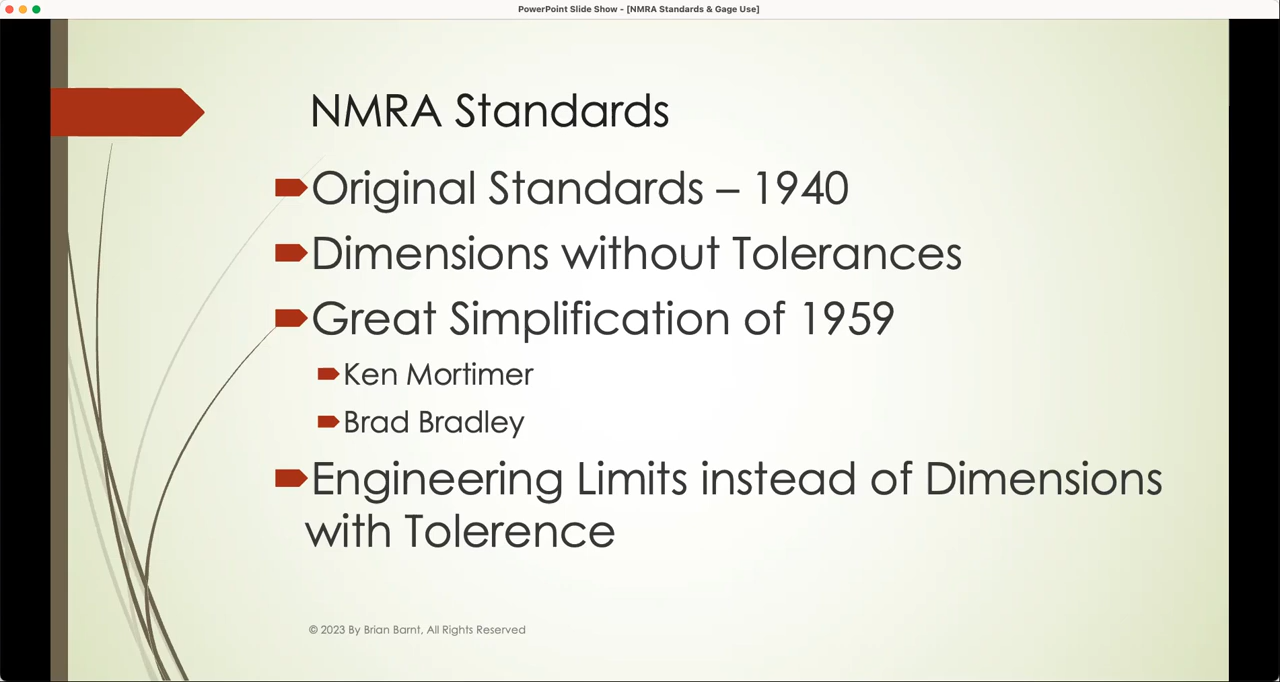 PowerPoint Slide Show - [NMRA Standards & Gage Use]
NMRA Standards
Original Standards – 1940
Dimensions without Tolerances
Great Simplification of 1959
Ken Mortimer
Brad Bradley
Engineering Limits instead of Dimensions
with Tolerence
© 2023 By Brian Barnt, All Rights Reserved